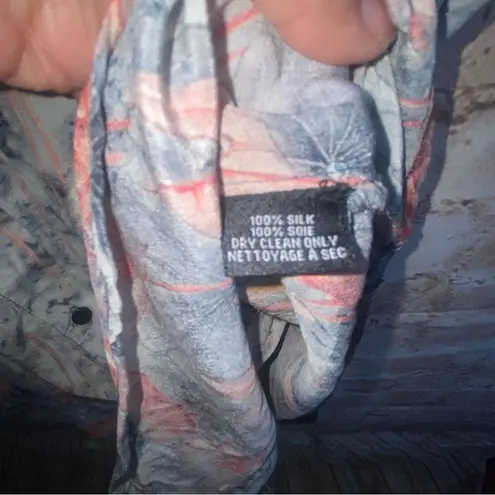 100% SILK
100% SOIE
DRY CLEAN ONLY
NETTOYAGE À SEC